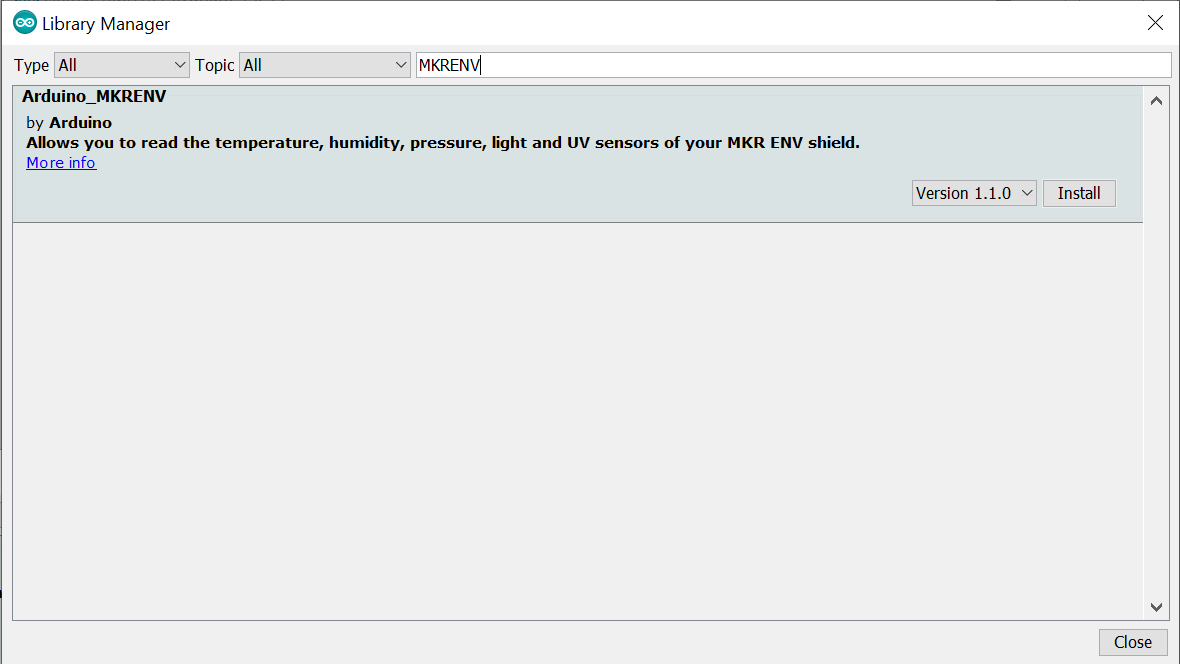 Library Manager
Type All Topic All MKRENV
Arduino_MKRENV
by Arduino
Allows you to read the temperature, humidity, pressure, light and UV sensors of your MKR ENV shield.
More info
Version 1.1.0 Install
Close